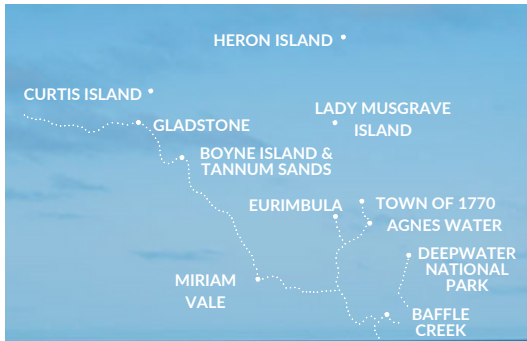 HERON ISLAND
CURTIS ISLAND
LADY MUSGRAVE
ISLAND
GLADSTONE
BOYNE ISLAND &
TANNUM SANDS
EURIMBULA
TOWN OF 1770
AGNES WATER
DEEPWATER
NATIONAL
PARK
MIRIAM
VALE
BAFFLE
CREEK